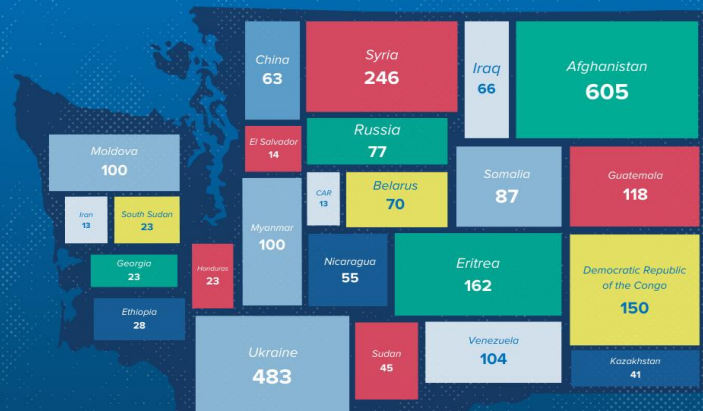 China
63
Syria
246
Iraq
66
Afghanistan
605
El Salvador
14
Russia
77
Moldova
100
CAR
13
Belarus
70
Somalia
87
Guatemala
118
Iran
13
South Sudan
23
Myanmar
100
Nicaragua
55
Eritrea
162
Democratic Republic
of the Congo
150
Georgia
23
Honduras
23
Ethiopia
28
Ukraine
483
Sudan
45
Venezuela
104
Kazakhstan
41